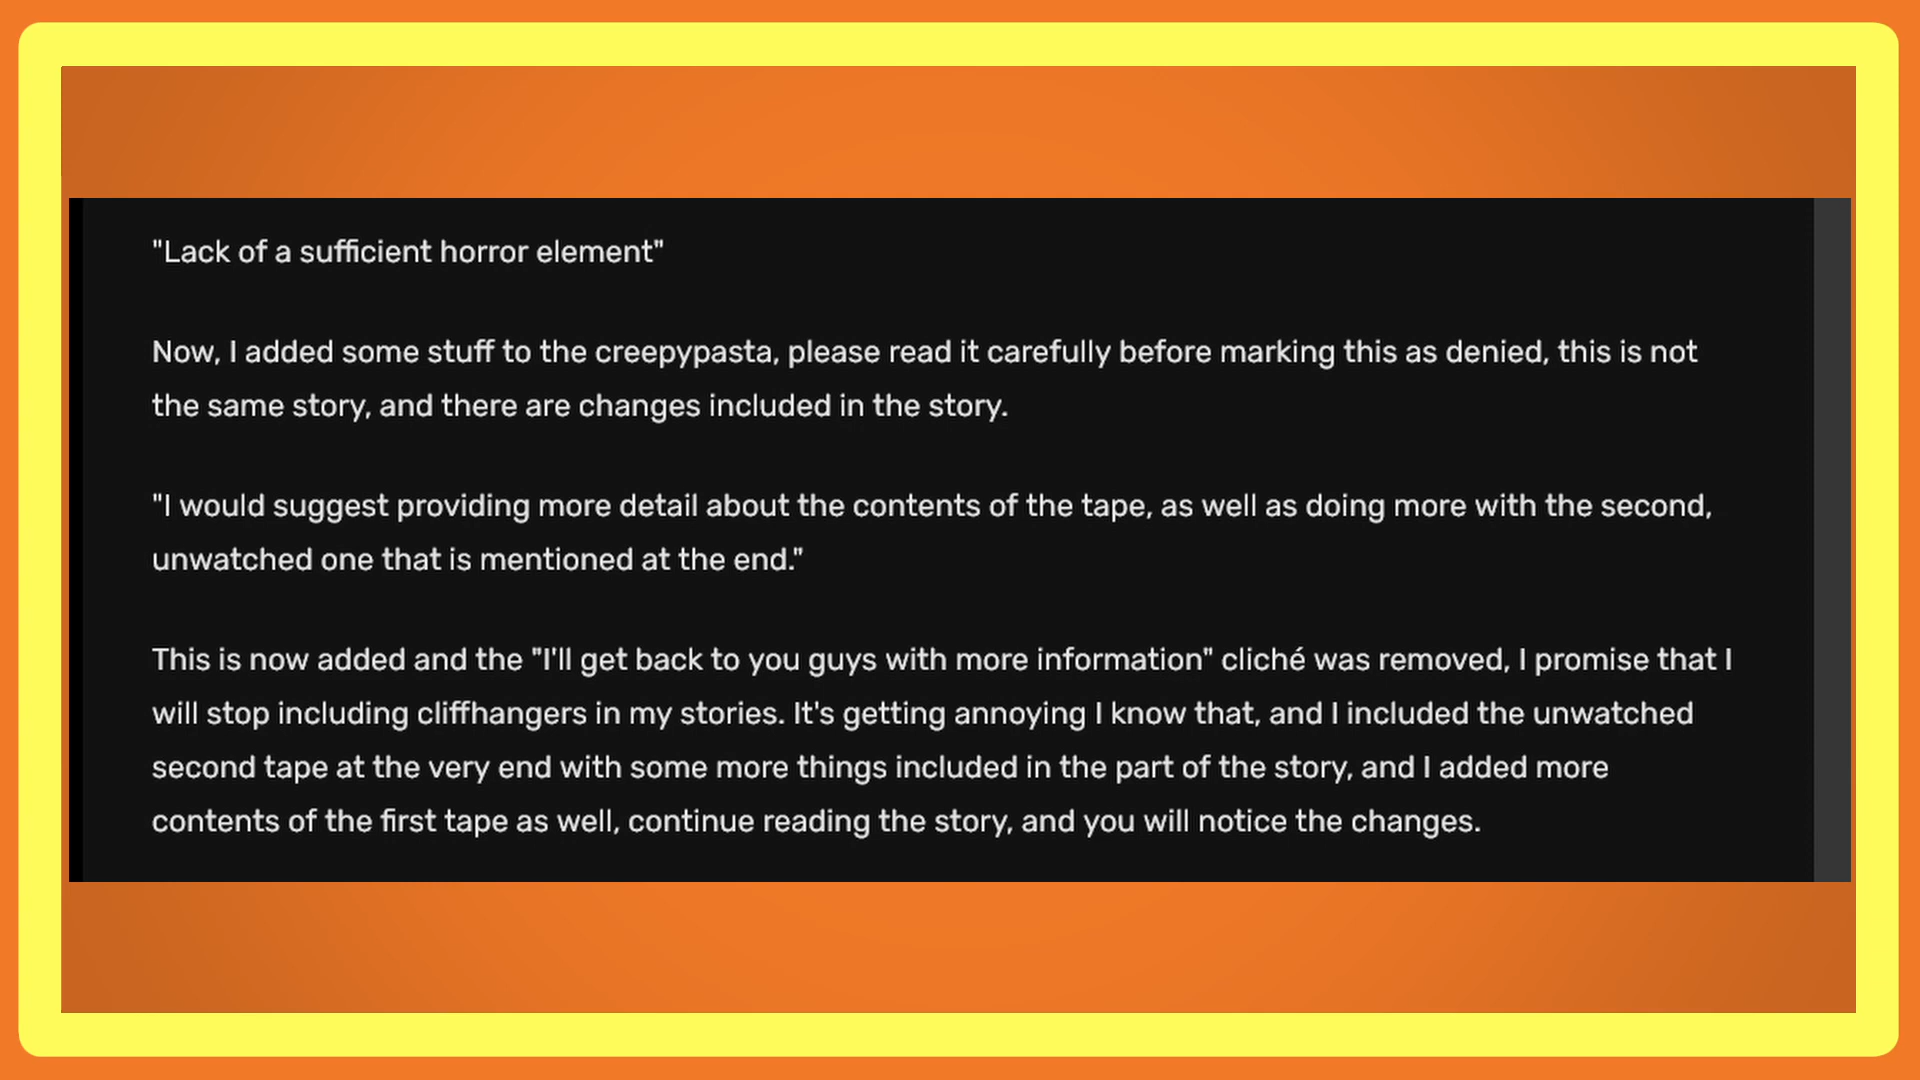 "Lack of a sufficient horror element"
Now, I added some stuff to the creepypasta, please read it carefully before marking this as denied, this is not
the same story, and there are changes included in the story.
"I would suggest providing more detail about the contents of the tape, as well as doing more with the second,
unwatched one that is mentioned at the end."
This is now added and the "I'll get back to you guys with more information" cliché was removed, I promise that I
will stop including cliffhangers in my stories. It's getting annoying I know that, and I included the unwatched
second tape at the very end with some more things included in the part of the story, and I added more
contents of the first tape as well, continue reading the story, and you will notice the changes.